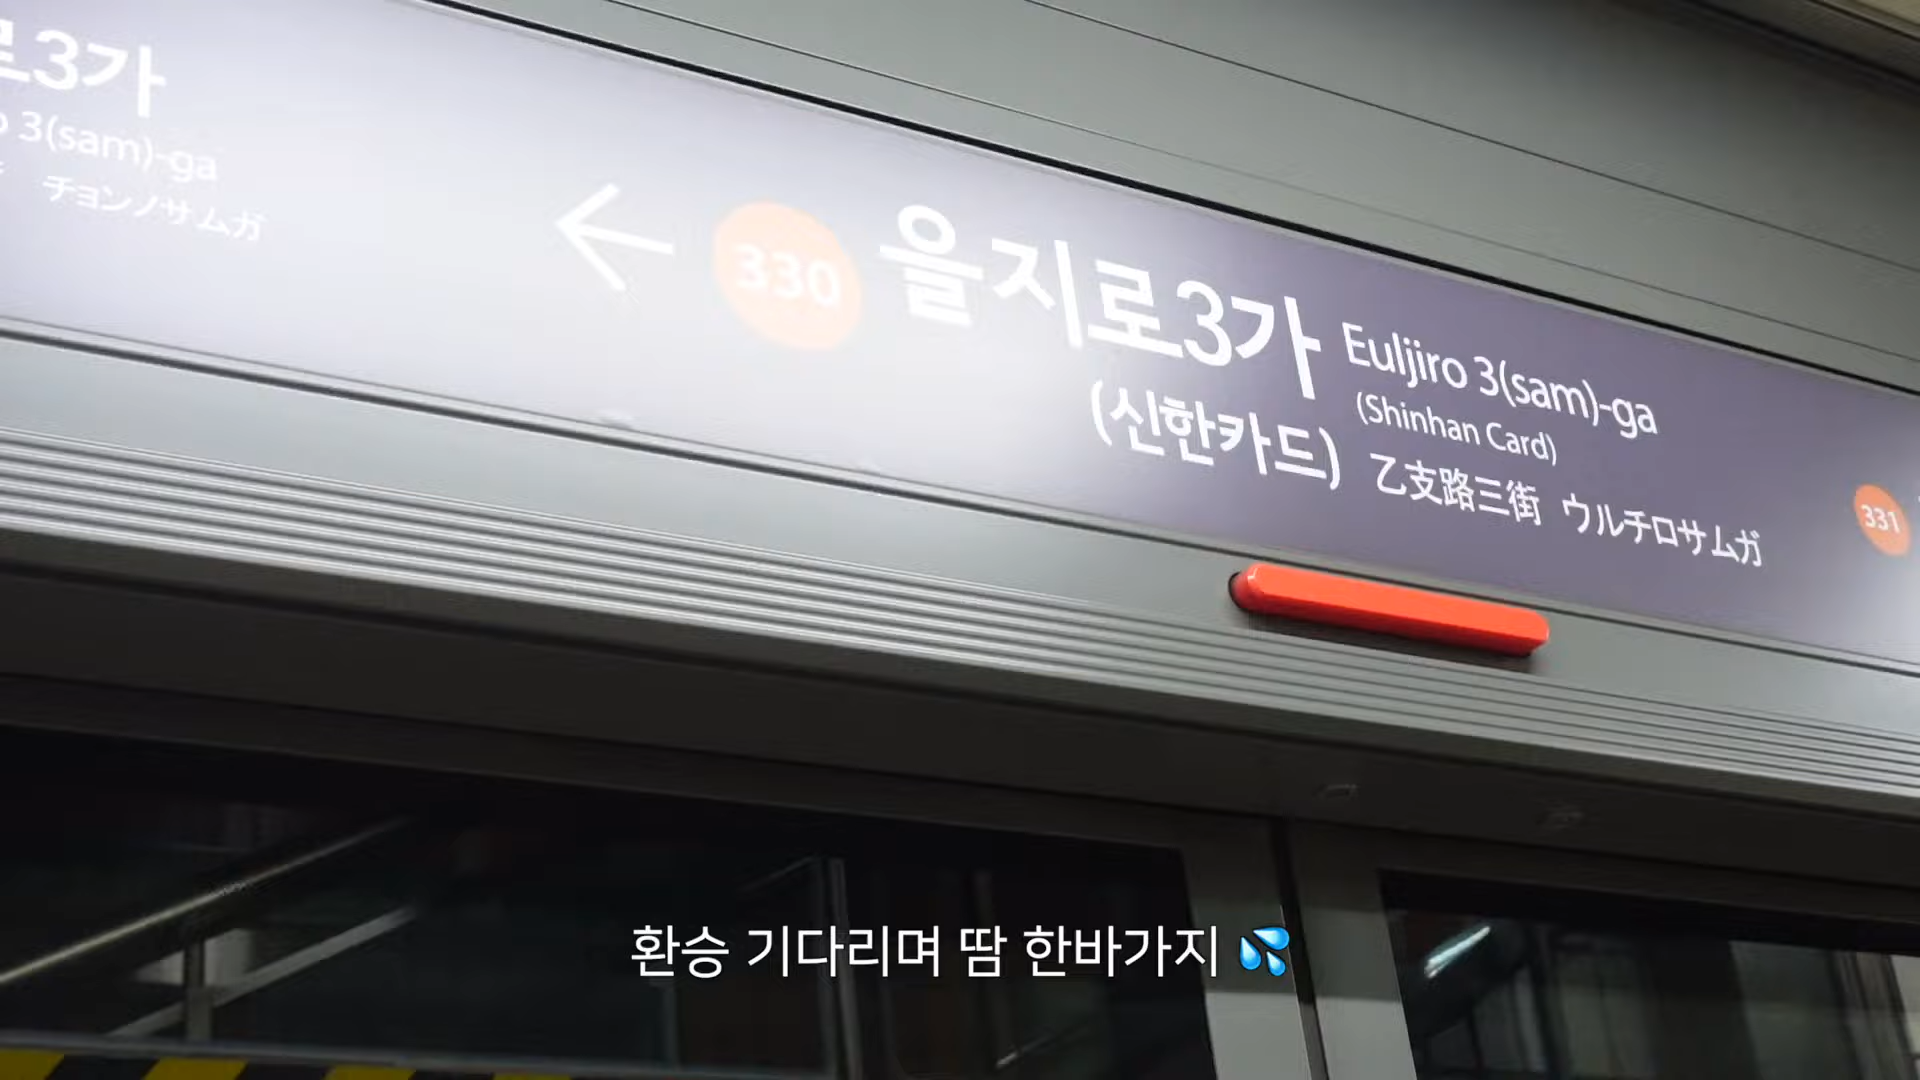 로3가
3(sam)-ga
チョンノサムガ
330
을지로3가
Euljiro 3(sam)-ga
(신한카드)
(Shinhan Card)
乙支路三街 ウルチロサムガ
331
환승 기다리며 땀 한바가지 💦